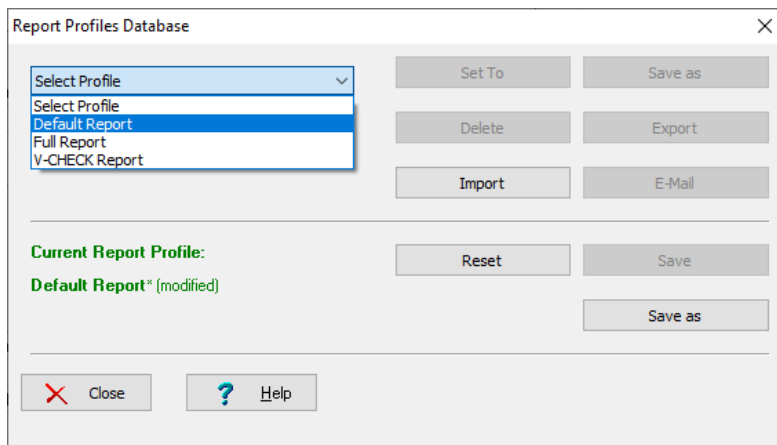 Report Profiles Database
Select Profile
Set To
Save as
Select Profile
Default Report
Full Report
V-CHECK Report
Delete
Export
Import
E-Mail
Current Report Profile:
Reset
Save
Default Report* (modified)
Save as
Close
? Help